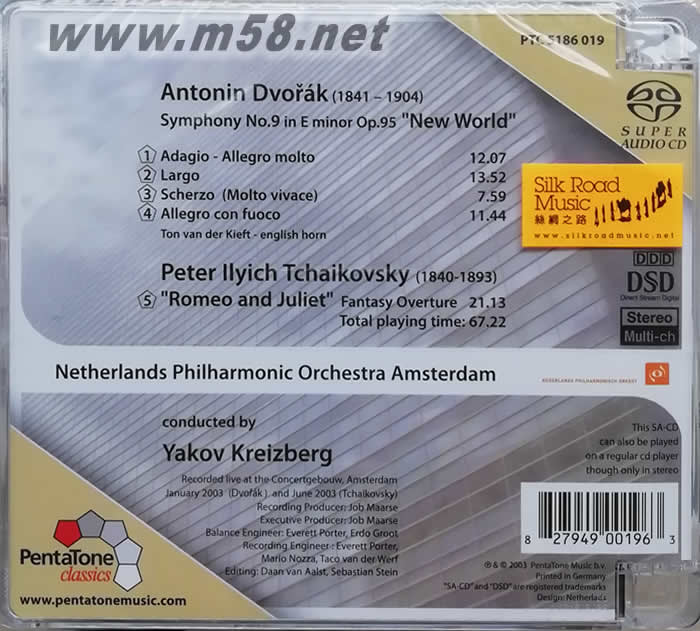 www.m58.net
PTC 5186 019
Antonin Dvořák (1841 – 1904)
Symphony No.9 in E minor Op.95 "New World"
1 Adagio - Allegro molto 12.07
2 Largo 13.52
3 Scherzo (Molto vivace) 7.59
4 Allegro con fuoco 11.44
Ton van der Kieft - english horn
SUPER
AUDIO CD
Silk Road
Music
絲綢之路
www.silkroadmusic.net
Peter Ilyich Tchaikovsky (1840-1893)
5 "Romeo and Juliet" Fantasy Overture 21.13
Total playing time: 67.22
DDD
DSD
Direct Stream Digital
Stereo
Multi-ch
Netherlands Philharmonic Orchestra Amsterdam
NEDERLANDS PHILHARMONISCH ORKEST
conducted by
Yakov Kreizberg
Recorded live at the Concertgebouw, Amsterdam
January 2003 (Dvořák), and June 2003 (Tchaikovsky)
Recording Producer: Job Maarse
Executive Producer: Job Maarse
Balance Engineer: Everett Porter, Erdo Groot
Recording Engineer : Everett Porter,
Mario Nozza, Taco van der Werf
Editing: Daan van Aalst, Sebastian Stein
This SA-CD
can also be played
on a regular cd player
though only in stereo
8 27949 00196 3
PentaTone
classics
www.pentatonemusic.com
℗ & © 2003 PentaTone Music b.v.
Printed in Germany
"SA-CD" and "DSD" are registered trademarks
Design: Netherlads